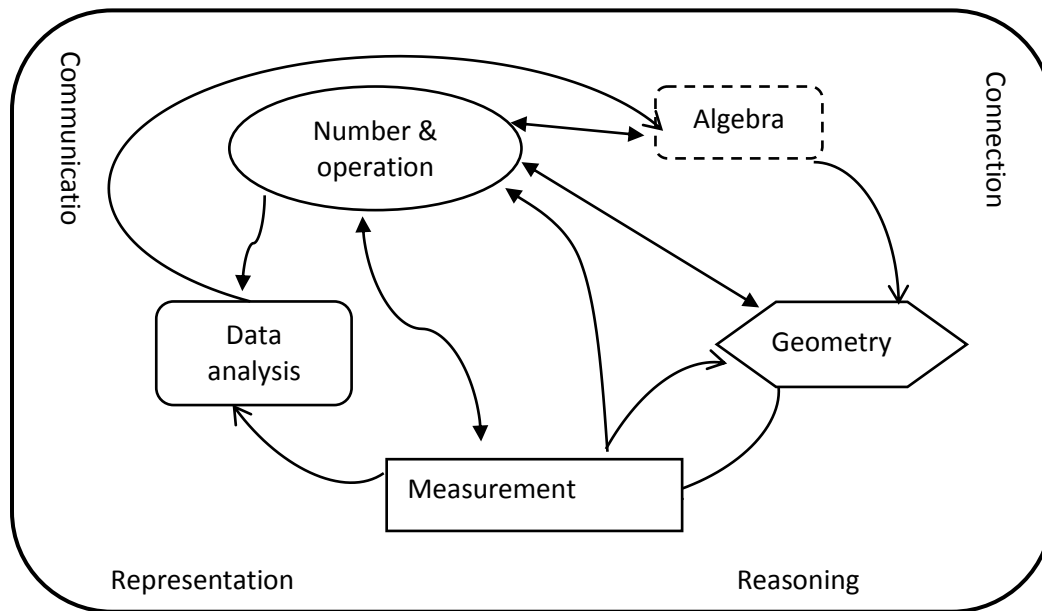 Communicatio
Connection
Number &
operation
Algebra
Data
analysis
Geometry
Measurement
Representation
Reasoning